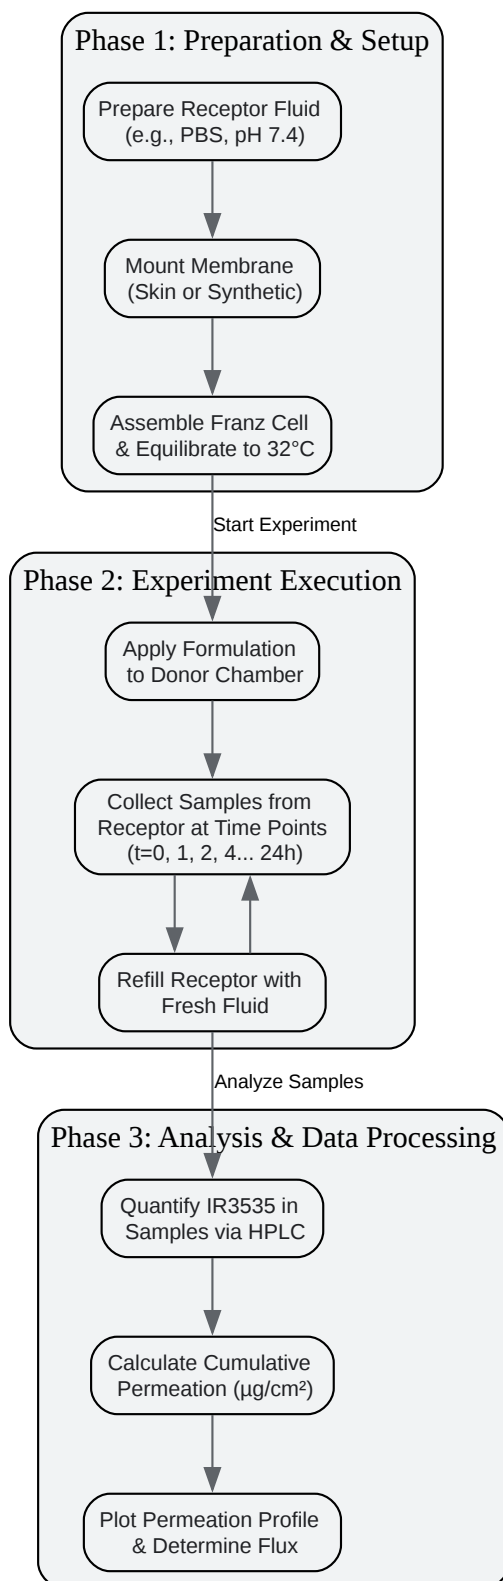 Phase 1: Preparation & Setup
Prepare Receptor Fluid
(e.g., PBS, pH 7.4)
Mount Membrane
(Skin or Synthetic)
Assemble Franz Cell
& Equilibrate to 32°C
Start Experiment
Phase 2: Experiment Execution
Apply Formulation
to Donor Chamber
Collect Samples from
Receptor at Time Points
(t=0, 1, 2, 4... 24h)
Refill Receptor with
Fresh Fluid
Analyze Samples
Phase 3: Analysis & Data Processing
Quantify IR3535 in
Samples via HPLC
Calculate Cumulative
Permeation (µg/cm²)
Plot Permeation Profile
& Determine Flux